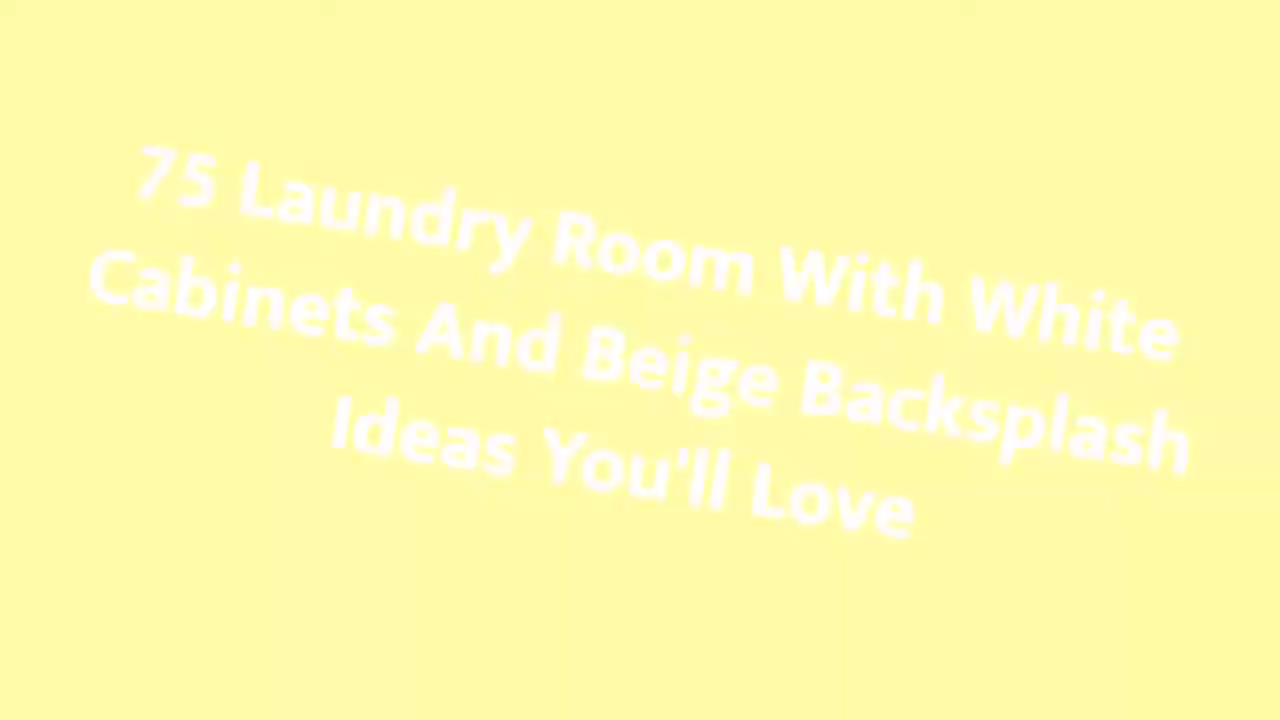 75 Laundry Room With White
Cabinets And Beige Backsplash
Ideas You'll Love